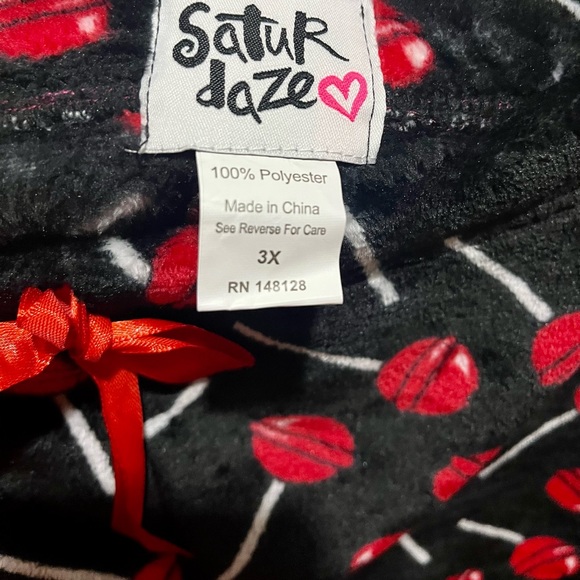 Satur
daze
100% Polyester
Made in China
See Reverse For Care
3X
RN 148128